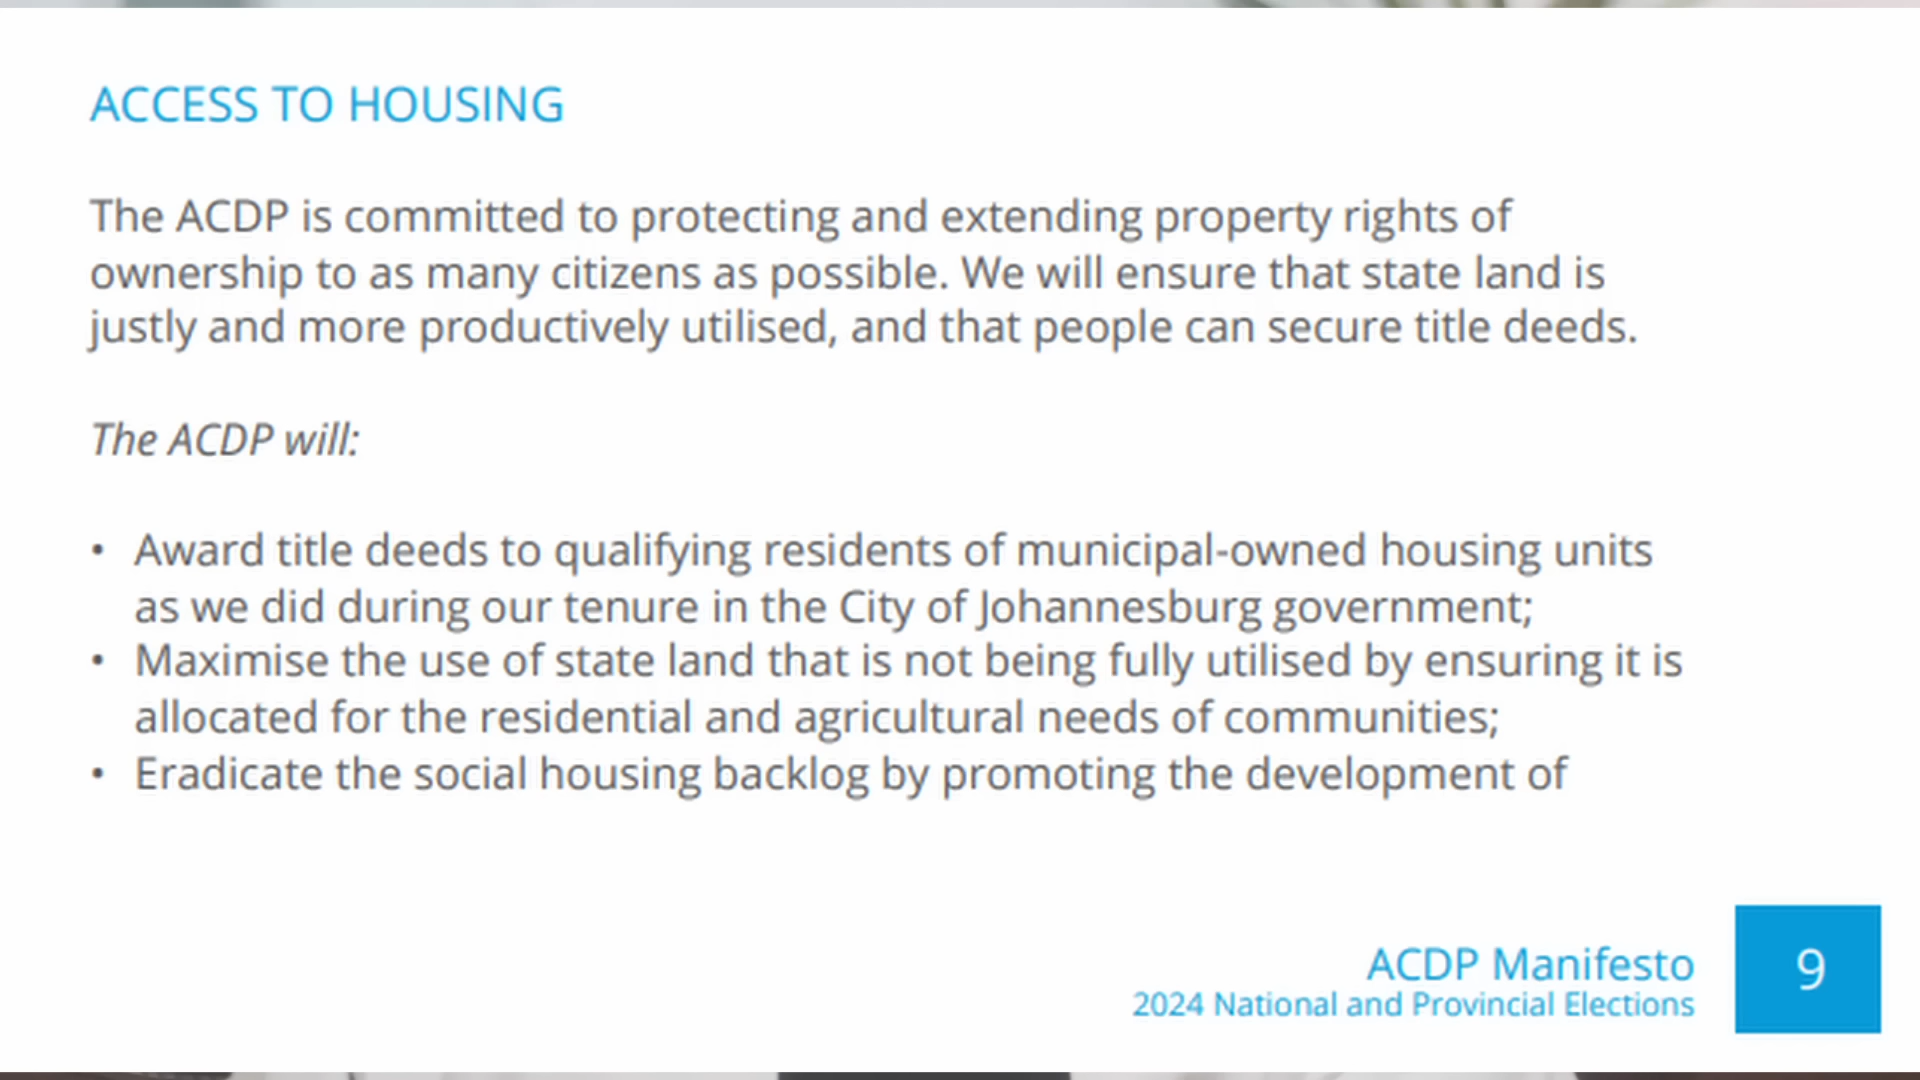 ACCESS TO HOUSING
The ACDP is committed to protecting and extending property rights of
ownership to as many citizens as possible. We will ensure that state land is
justly and more productively utilised, and that people can secure title deeds.
The ACDP will:
• Award title deeds to qualifying residents of municipal-owned housing units
as we did during our tenure in the City of Johannesburg government;
• Maximise the use of state land that is not being fully utilised by ensuring it is
allocated for the residential and agricultural needs of communities;
• Eradicate the social housing backlog by promoting the development of
ACDP Manifesto
2024 National and Provincial Elections
9